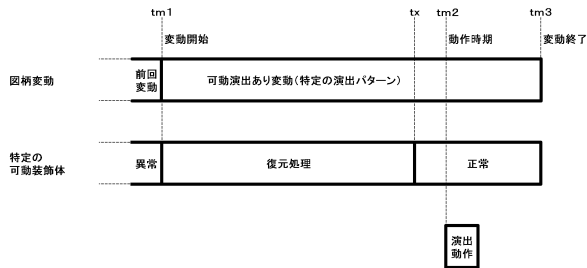 tm1
tx
tm2
tm3
変動開始
動作時期
変動終了
図柄変動
前回
変動
可動演出あり変動(特定の演出パターン)
特定の
可動装飾体
異常
復元処理
正常
演出
動作